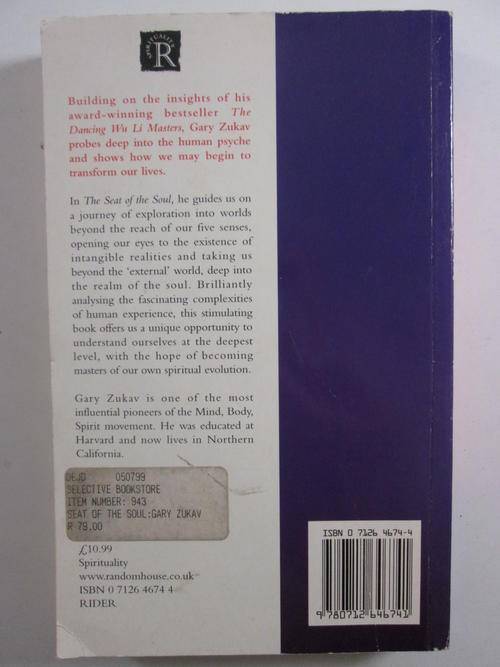 SPIRITUALITY
R
Building on the insights of his
award-winning bestseller The
Dancing Wu Li Masters, Gary Zukav
probes deep into the human psyche
and shows how we may begin to
transform our lives.
In The Seat of the Soul, he guides us on
a journey of exploration into worlds
beyond the reach of our five senses,
opening our eyes to the existence of
intangible realities and taking us
beyond the ‘external’ world, deep into
the realm of the soul. Brilliantly
analysing the fascinating complexities
of human experience, this stimulating
book offers us a unique opportunity to
understand ourselves at the deepest
level, with the hope of becoming
masters of our own spiritual evolution.
Gary Zukav is one of the most
influential pioneers of the Mind, Body,
Spirit movement. He was educated at
Harvard and now lives in Northern
California.
050799
SELECTIVE BOOKSTORE
ITEM NUMBER: 943
SEAT OF THE SOUL:GARY ZUKAV
R 79.00
£10.99
Spirituality
www.randomhouse.co.uk
ISBN 0 7126 4674 4
RIDER
ISBN 0 7126 4674-4
9 780712 646741